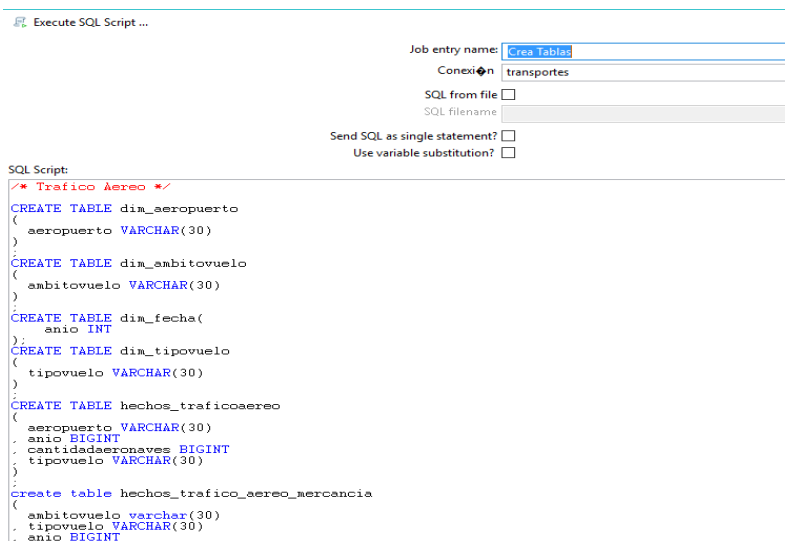 Execute SQL Script ...
Job entry name: Crea Tablas
Conexi�n transportes
SQL from file
SQL filename
Send SQL as single statement?
Use variable substitution?
SQL Script:
/* Trafico Aereo */
CREATE TABLE dim_aeropuerto
(
aeropuerto VARCHAR(30)
)
;
CREATE TABLE dim_ambitovuelo
(
ambitovuelo VARCHAR(30)
)
;
CREATE TABLE dim_fecha(
anio INT
);
CREATE TABLE dim_tipovuelo
(
tipovuelo VARCHAR(30)
)
;
CREATE TABLE hechos_traficoaereo
(
aeropuerto VARCHAR(30)
, anio BIGINT
, cantidadaeronaves BIGINT
, tipovuelo VARCHAR(30)
)
;
create table hechos_trafico_aereo_mercancia
(
ambitovuelo varchar(30)
, tipovuelo VARCHAR(30)
, anio BIGINT